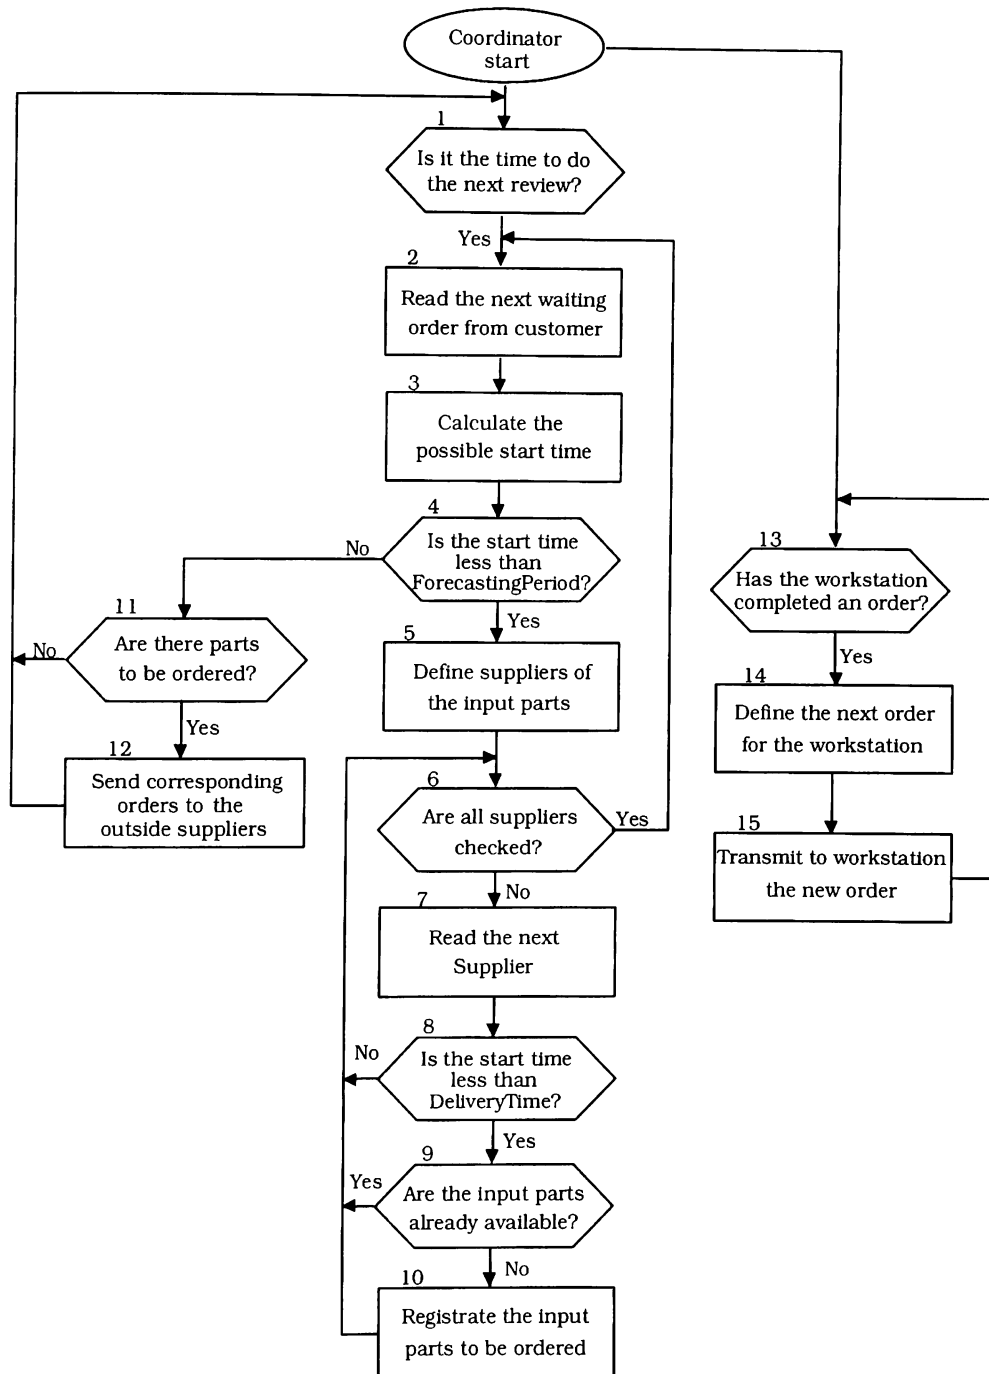 Coordinator
start
1
Is it the time to do
the next review?
Yes
2
Read the next waiting
order from customer
3
Calculate the
possible start time
4
Is the start time
less than
ForecastingPeriod?
No
Yes
11
Are there parts
to be ordered?
No
Yes
12
Send corresponding
orders to the
outside suppliers
5
Define suppliers of
the input parts
6
Are all suppliers
checked?
Yes
No
7
Read the next
Supplier
8
Is the start time
less than
DeliveryTime?
No
Yes
9
Are the input parts
already available?
Yes
No
10
Registrate the input
parts to be ordered
13
Has the workstation
completed an order?
Yes
14
Define the next order
for the workstation
15
Transmit to workstation
the new order